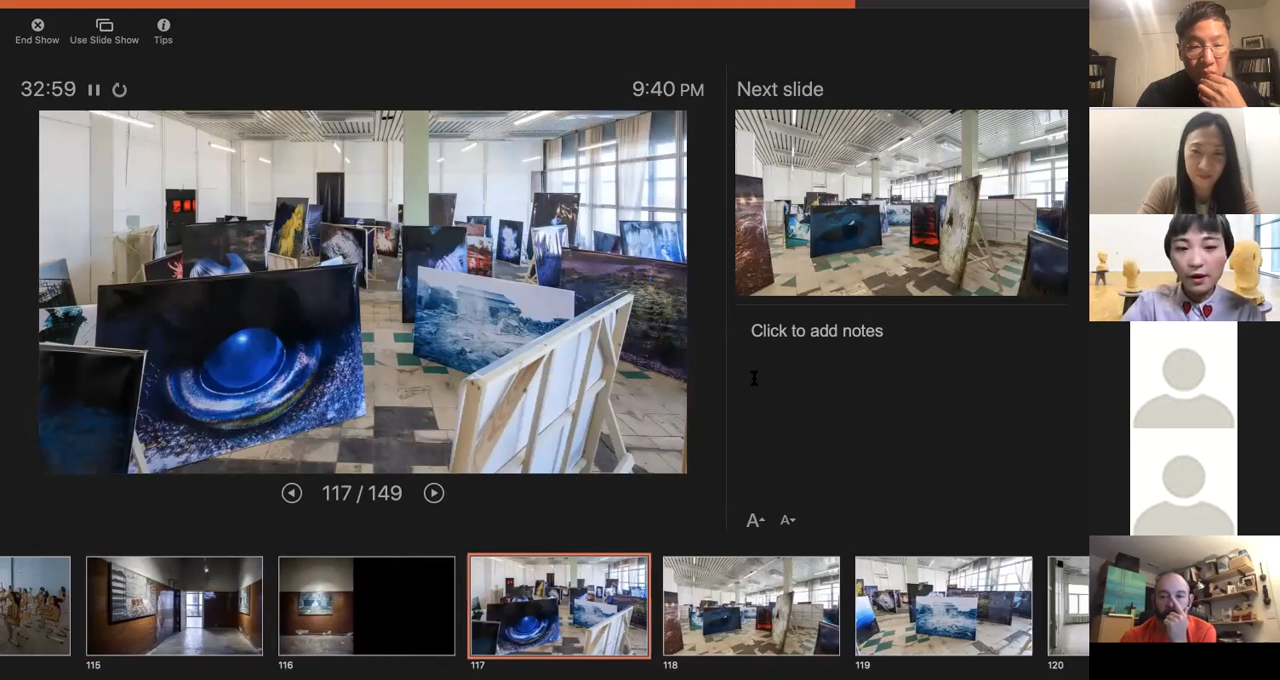 End Show
Use Slide Show
Tips
32:59
9:40 PM
Next slide
Click to add notes
117 / 149
A
A
115
116
117
118
119
120